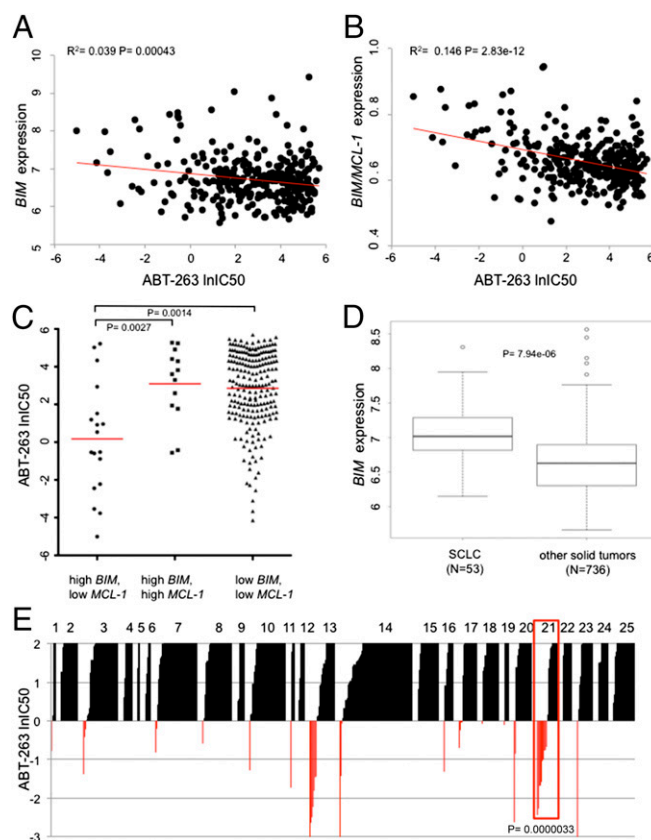 A
R²= 0.039 P= 0.00043
BIM expression
10
9
8
7
6
5
-6 -4 -2 0 2 4 6
ABT-263 lnIC50
B
R²= 0.146 P= 2.83e-12
BIM/MCL-1 expression
1.0
0.8
0.6
0.4
-6 -4 -2 0 2 4 6
ABT-263 lnIC50
C
P= 0.0014
P= 0.0027
ABT-263 lnIC50
6
4
2
0
-2
-4
-6
high BIM, low MCL-1
high BIM, high MCL-1
low BIM, low MCL-1
D
P= 7.94e-06
BIM expression
8.5
8
7.5
7
6.5
6
SCLC
(N=53)
other solid tumors
(N=736)
E
1 2 3 4 5 6 7 8 9 10 11 12 13 14 15 16 17 18 19 20 21 22 23 24 25
ABT-263 lnIC50
2
1
0
-1
-2
-3
P= 0.0000033